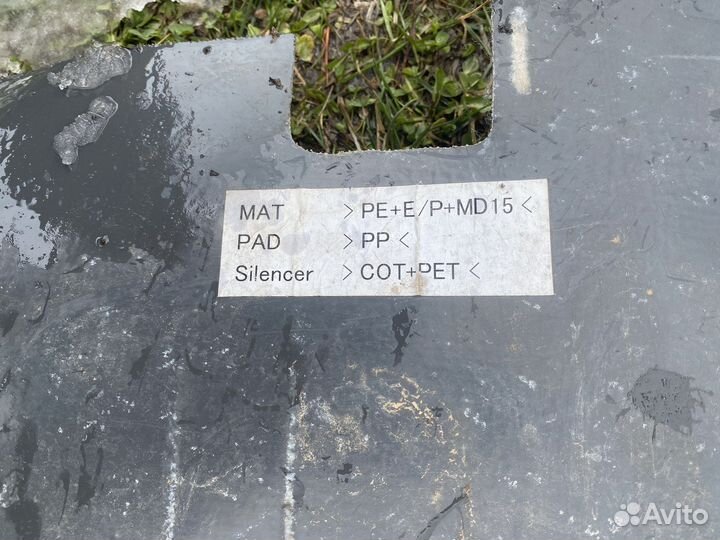 MAT >PE+E/P+MD15<
PAD >PP<
Silencer >COT+PET<
Avito